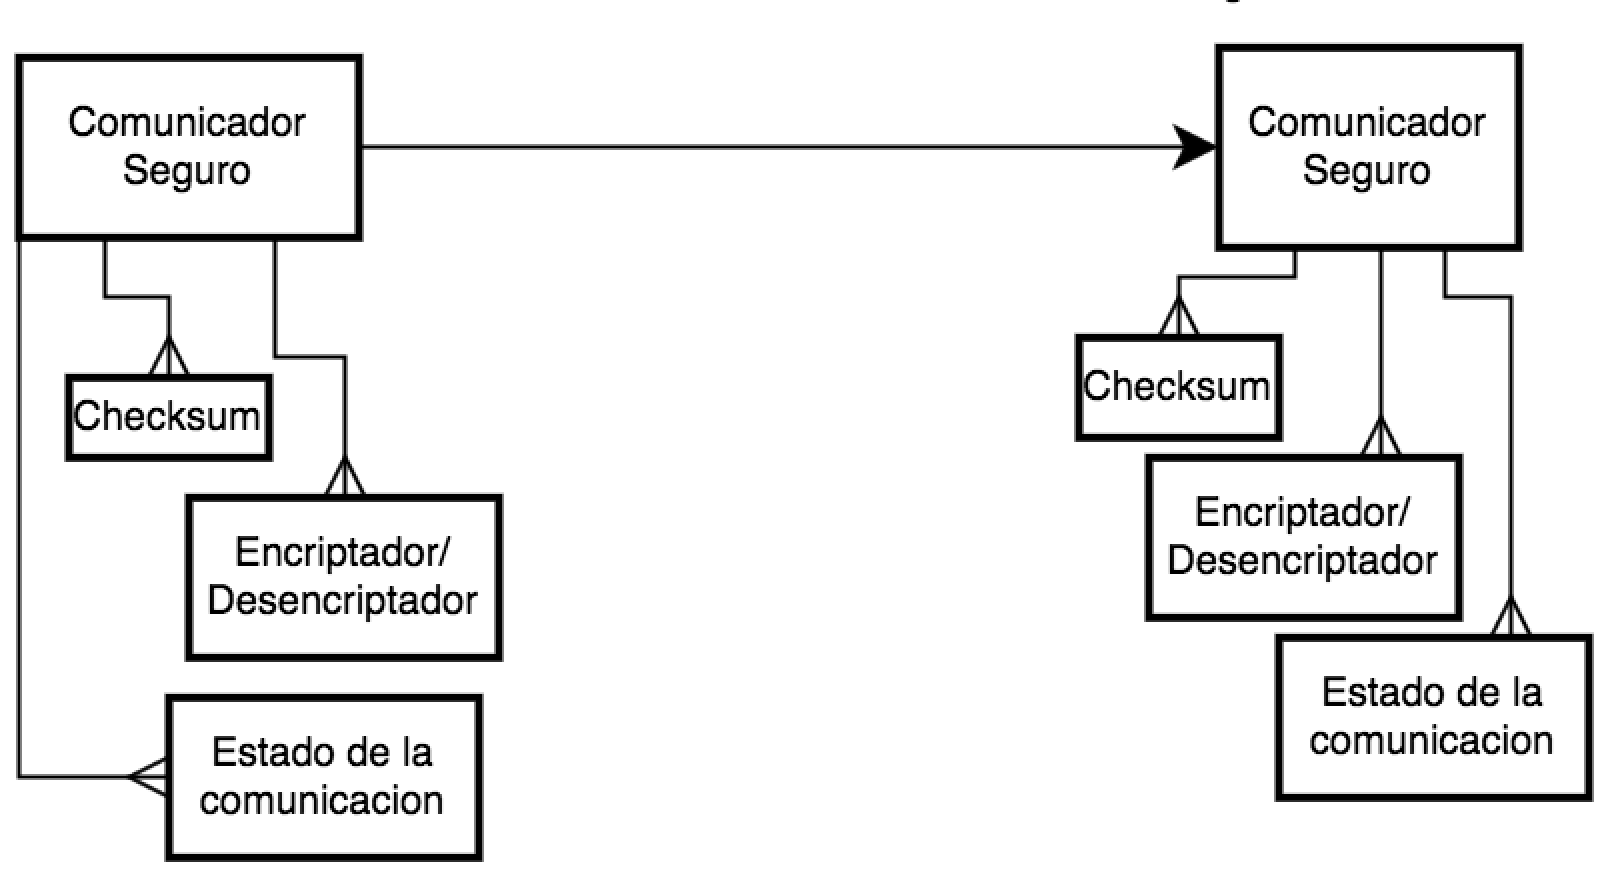 Comunicador
Seguro
Checksum
Encriptador/
Desencriptador
Estado de la
comunicacion
Comunicador
Seguro
Checksum
Encriptador/
Desencriptador
Estado de la
comunicacion